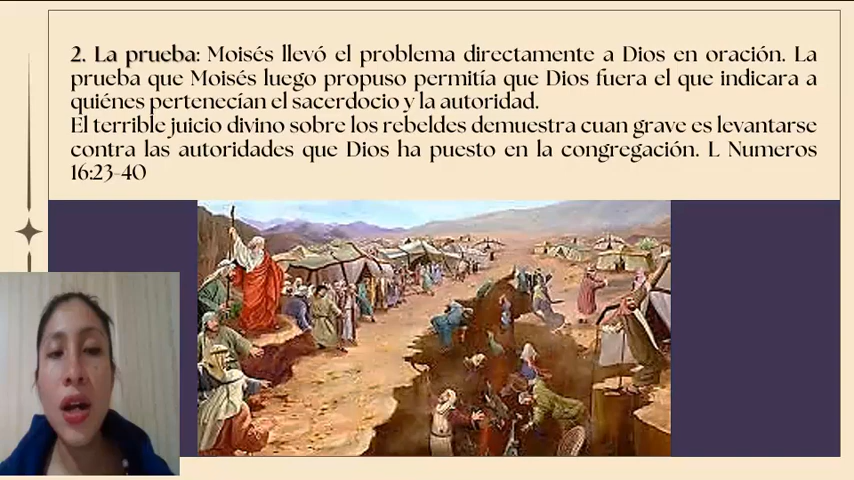 2. La prueba: Moisés llevó el problema directamente a Dios en oración. La
prueba que Moisés luego propuso permitía que Dios fuera el que indicara a
quiénes pertenecían el sacerdocio y la autoridad.
El terrible juicio divino sobre los rebeldes demuestra cuan grave es levantarse
contra las autoridades que Dios ha puesto en la congregación. L Numeros
16:23-40